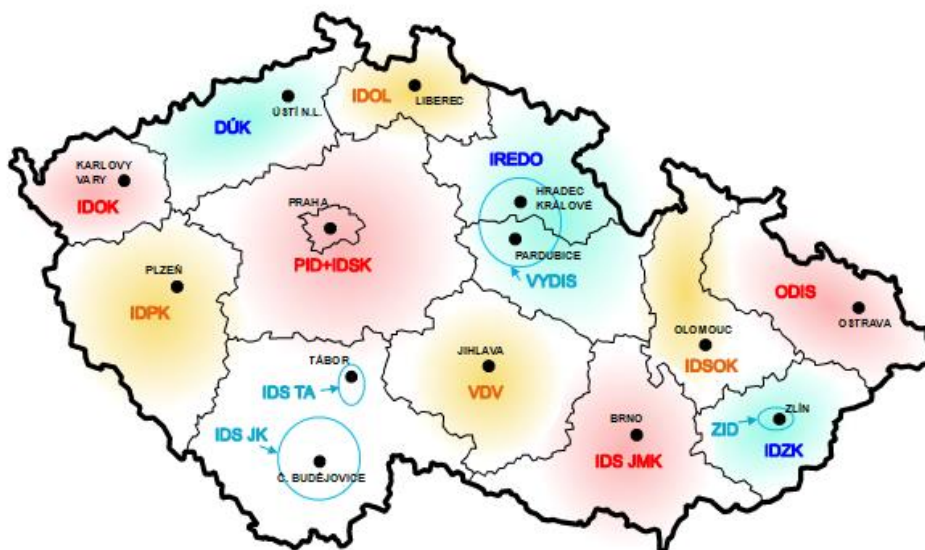 IDOL
LIBEREC
ÚSTÍ N.L.
DÚK
KARLOVY
VARY
IDOK
IREDO
HRADEC
KRÁLOVÉ
PRAHA
PID+IDSK
PARDUBICE
VYDIS
PLZEŇ
IDPK
ODIS
OSTRAVA
OLOMOUC
IDSOK
TÁBOR
IDS TA
JIHLAVA
VDV
IDS JK
Č. BUDĚJOVICE
BRNO
IDS JMK
ZLÍN
ZID
IDZK